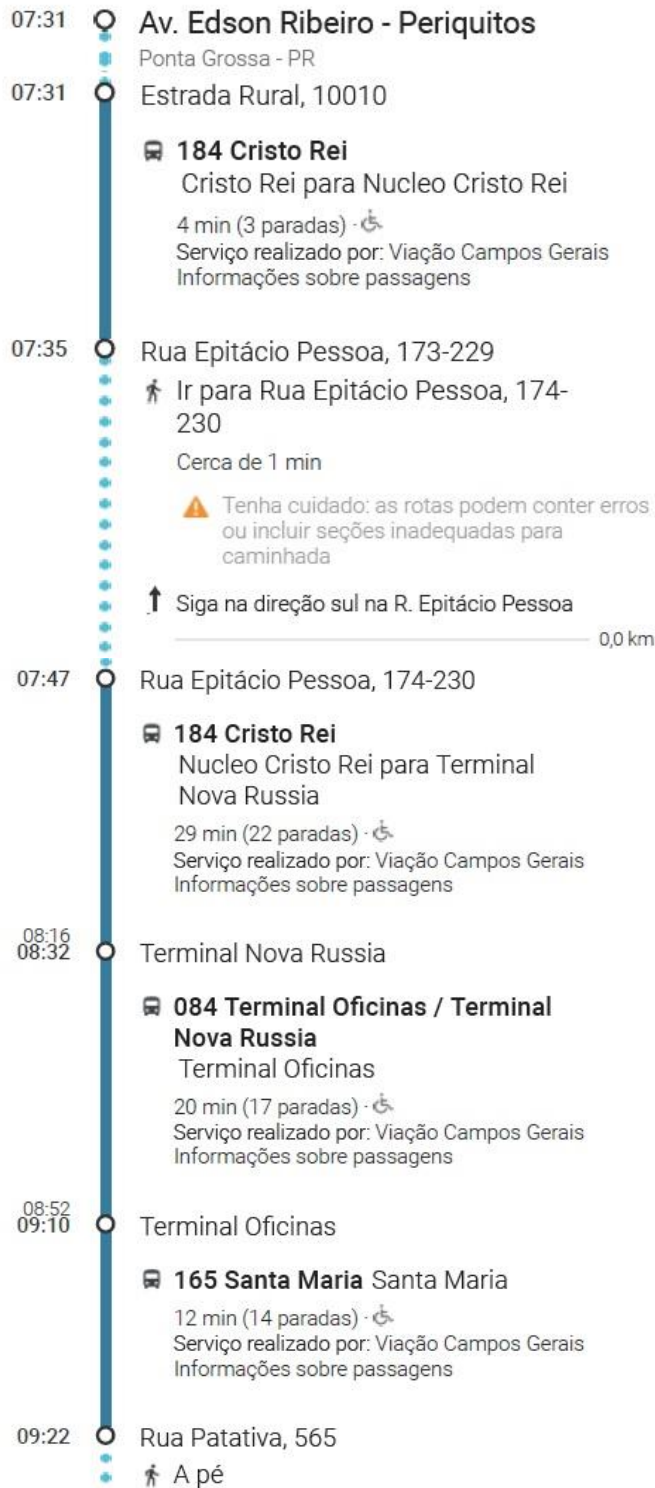 07:31 Av. Edson Ribeiro - Periquitos
Ponta Grossa - PR
07:31 Estrada Rural, 10010
184 Cristo Rei
Cristo Rei para Nucleo Cristo Rei
4 min (3 paradas) ·
Serviço realizado por: Viação Campos Gerais
Informações sobre passagens
07:35 Rua Epitácio Pessoa, 173-229
Ir para Rua Epitácio Pessoa, 174-
230
Cerca de 1 min
Tenha cuidado: as rotas podem conter erros
ou incluir seções inadequadas para
caminhada
Siga na direção sul na R. Epitácio Pessoa
0,0 km
07:47 Rua Epitácio Pessoa, 174-230
184 Cristo Rei
Nucleo Cristo Rei para Terminal
Nova Russia
29 min (22 paradas) ·
Serviço realizado por: Viação Campos Gerais
Informações sobre passagens
08:16
08:32 Terminal Nova Russia
084 Terminal Oficinas / Terminal
Nova Russia
Terminal Oficinas
20 min (17 paradas) ·
Serviço realizado por: Viação Campos Gerais
Informações sobre passagens
08:52
09:10 Terminal Oficinas
165 Santa Maria Santa Maria
12 min (14 paradas) ·
Serviço realizado por: Viação Campos Gerais
Informações sobre passagens
09:22 Rua Patativa, 565
A pé